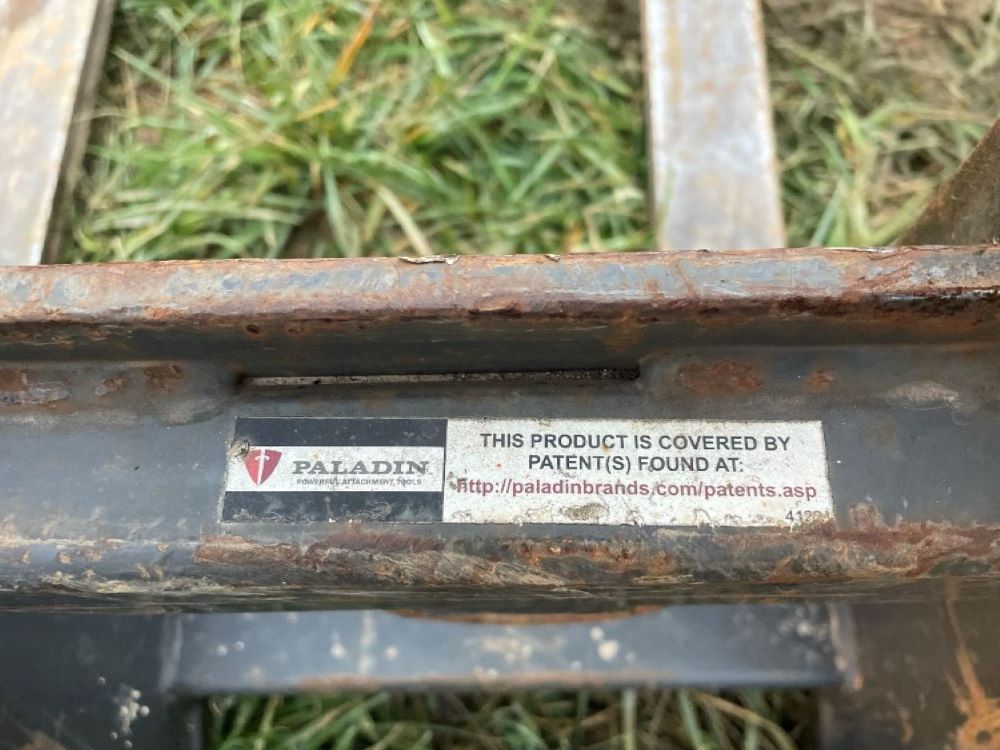 PALADIN
POWERFUL ATTACHMENT TOOLS
THIS PRODUCT IS COVERED BY
PATENT(S) FOUND AT:
http://paladinbrands.com/patents.asp